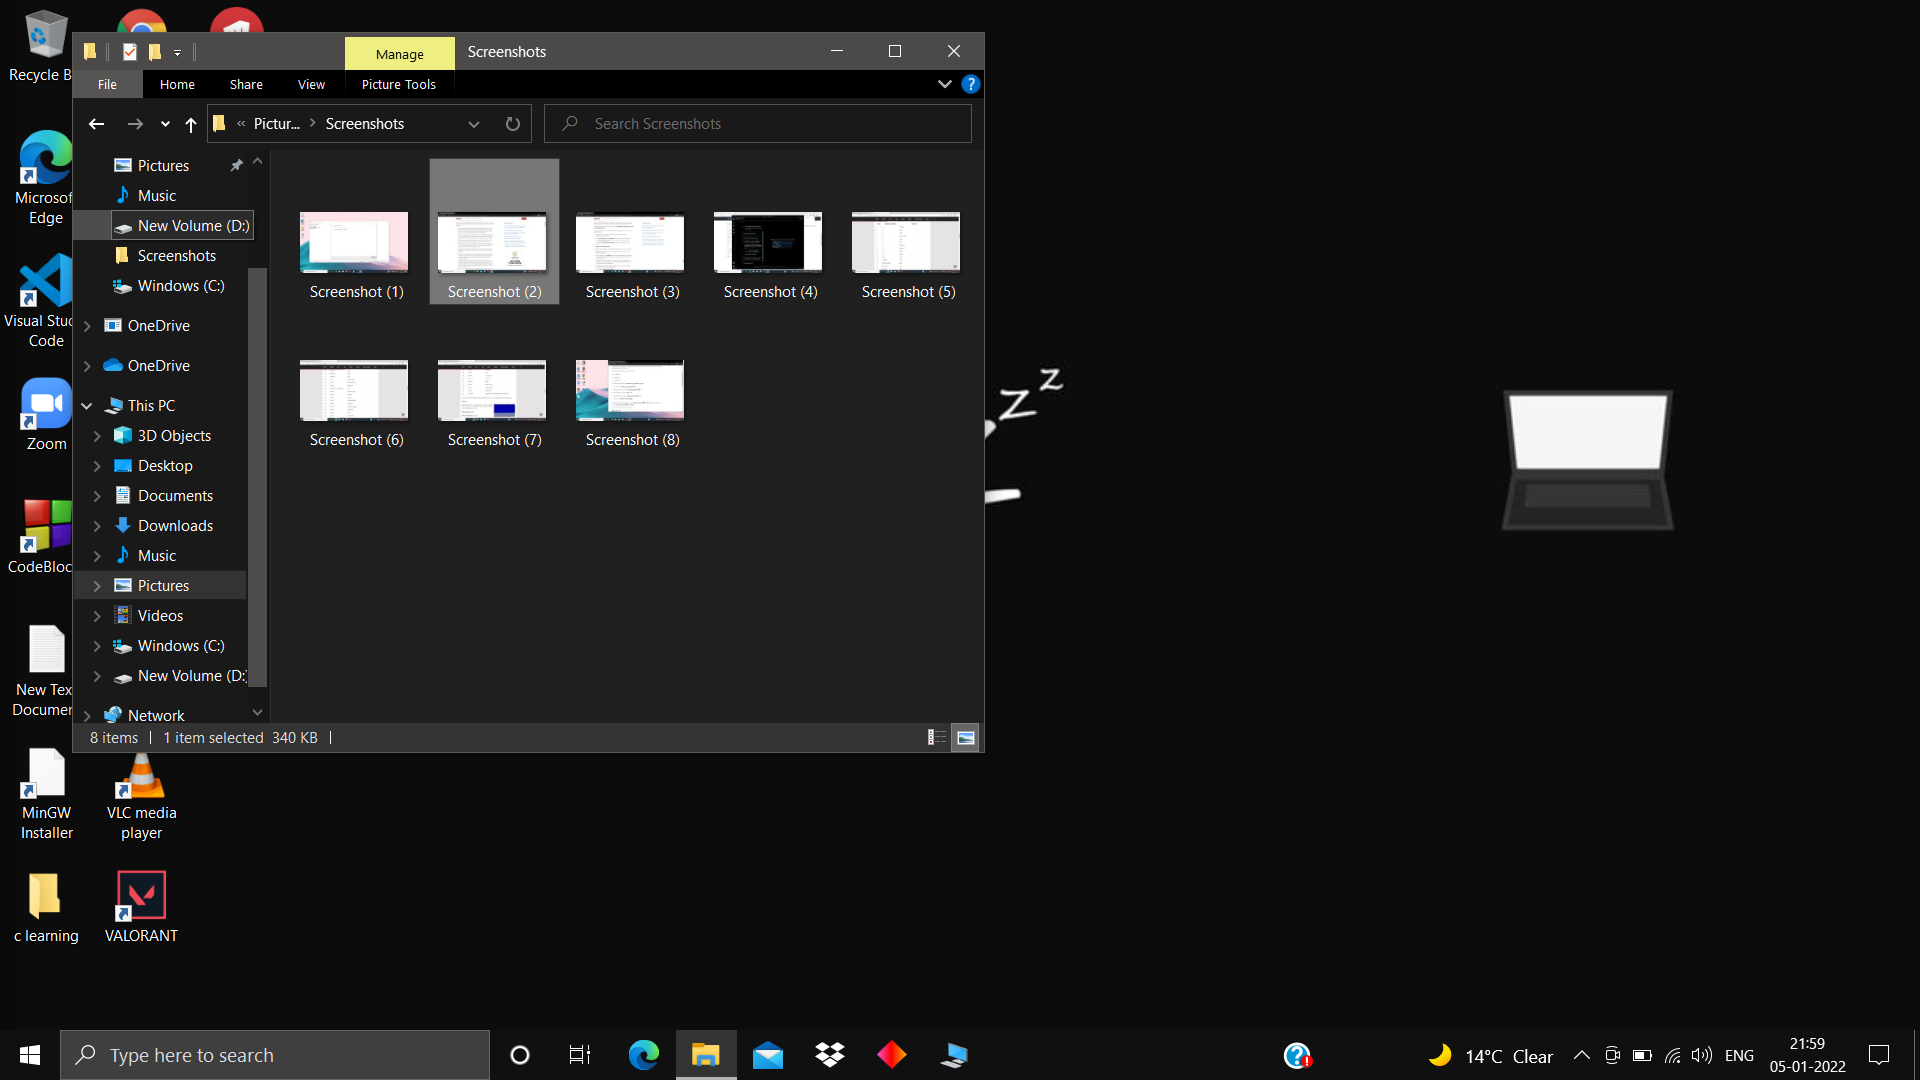 Recycle B
Microsof
Edge
Visual Stud
Code
Zoom
CodeBloc
New Tex
Documen
MinGW
Installer
VLC media
player
c learning
VALORANT
Manage
Screenshots
File
Home
Share
View
Picture Tools
?
« Pictur... > Screenshots
Search Screenshots
Pictures
Music
New Volume (D:)
Screenshots
Windows (C:)
OneDrive
OneDrive
This PC
3D Objects
Desktop
Documents
Downloads
Music
Pictures
Videos
Windows (C:)
New Volume (D:)
Network
Screenshot (1)
Screenshot (2)
Screenshot (3)
Screenshot (4)
Screenshot (5)
Screenshot (6)
Screenshot (7)
Screenshot (8)
8 items
1 item selected 340 KB
z z
Type here to search
14°C Clear
ENG
21:59
05-01-2022